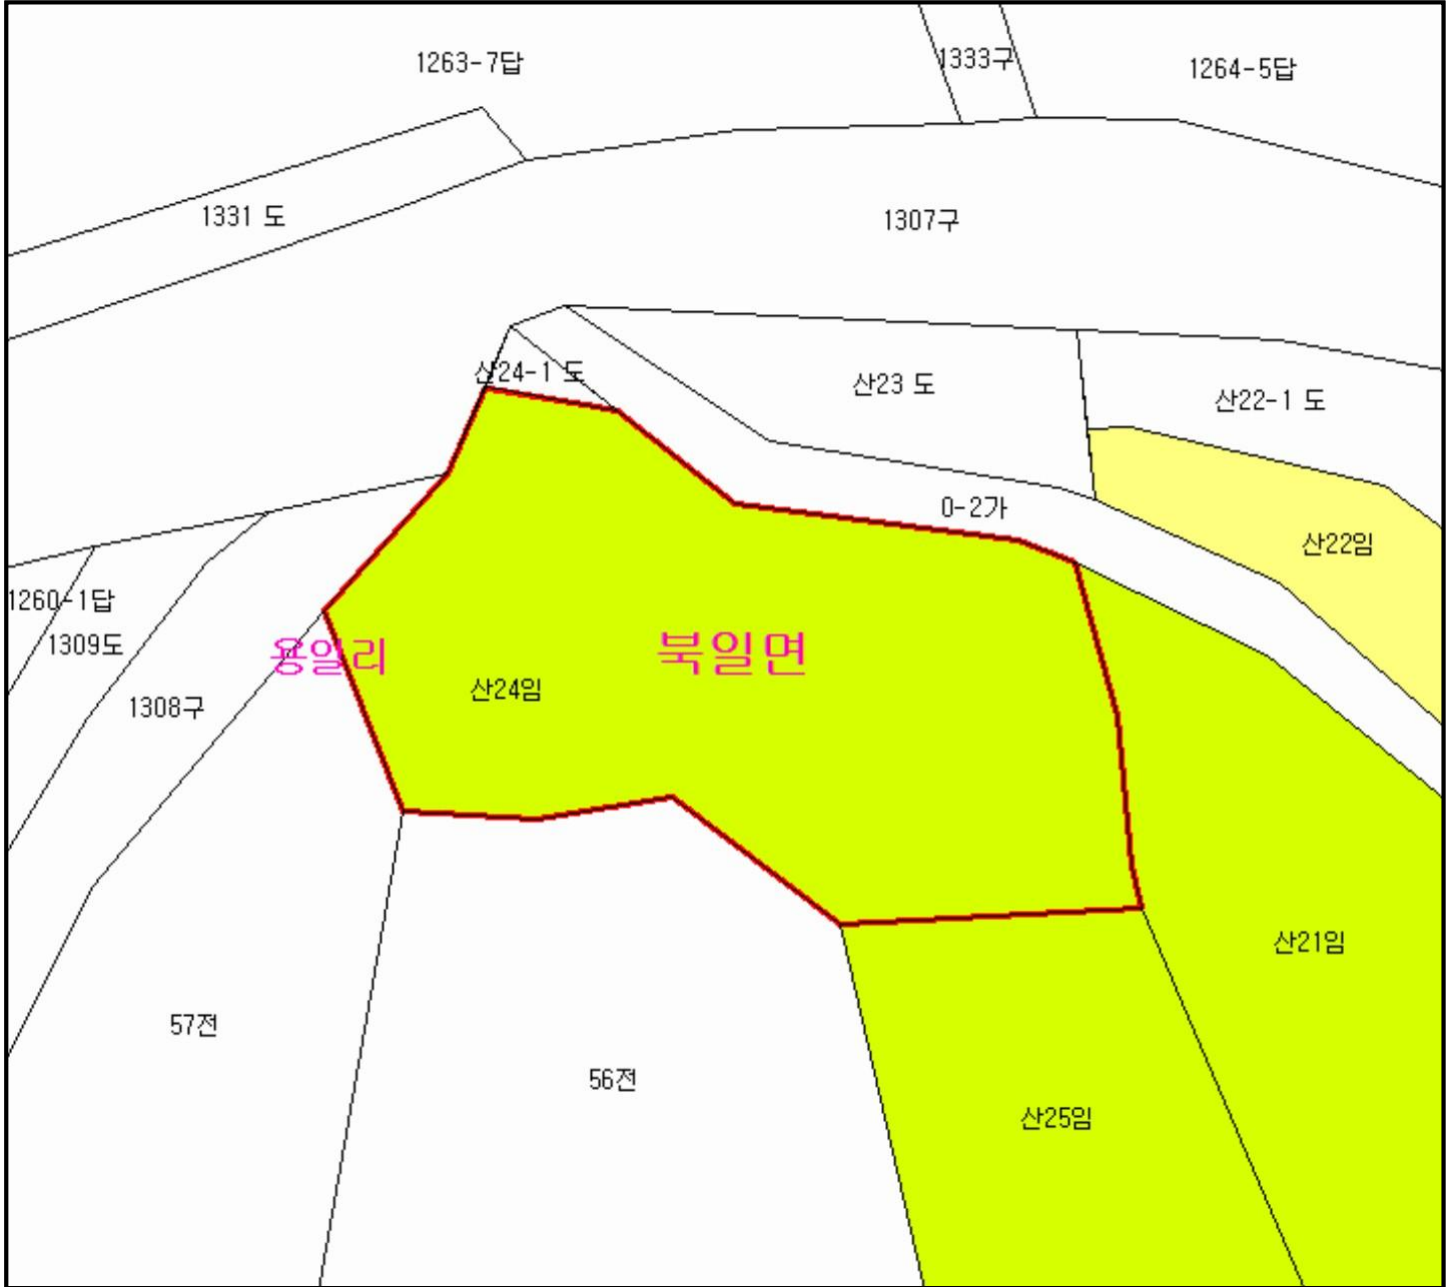 1263-7답
1333구
1264-5답
1331 도
1307구
산24-1 도
산23 도
산22-1 도
0-2가
산22임
1260-1답
1309도
용일리
북일면
산24임
1308구
산21임
57전
56전
산25임